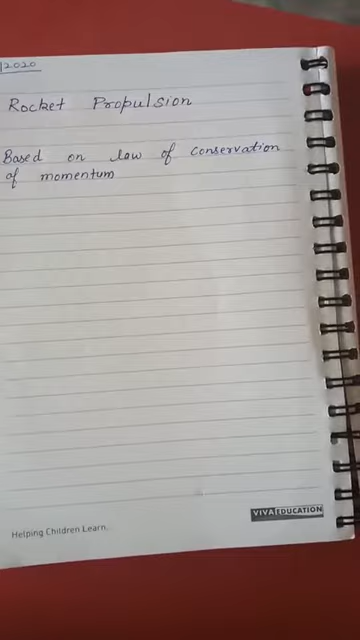 /2020
Rocket Propulsion
Based on law of conservation
of momentum
VIVA EDUCATION
Helping Children Learn.